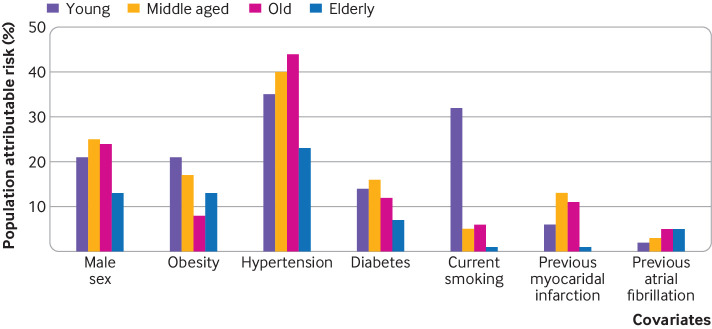 Young Middle aged Old Elderly
Population attributable risk (%)
50
40
30
20
10
Male sex
Obesity
Hypertension
Diabetes
Current smoking
Previous myocaridal infarction
Previous atrial fibrillation
Covariates